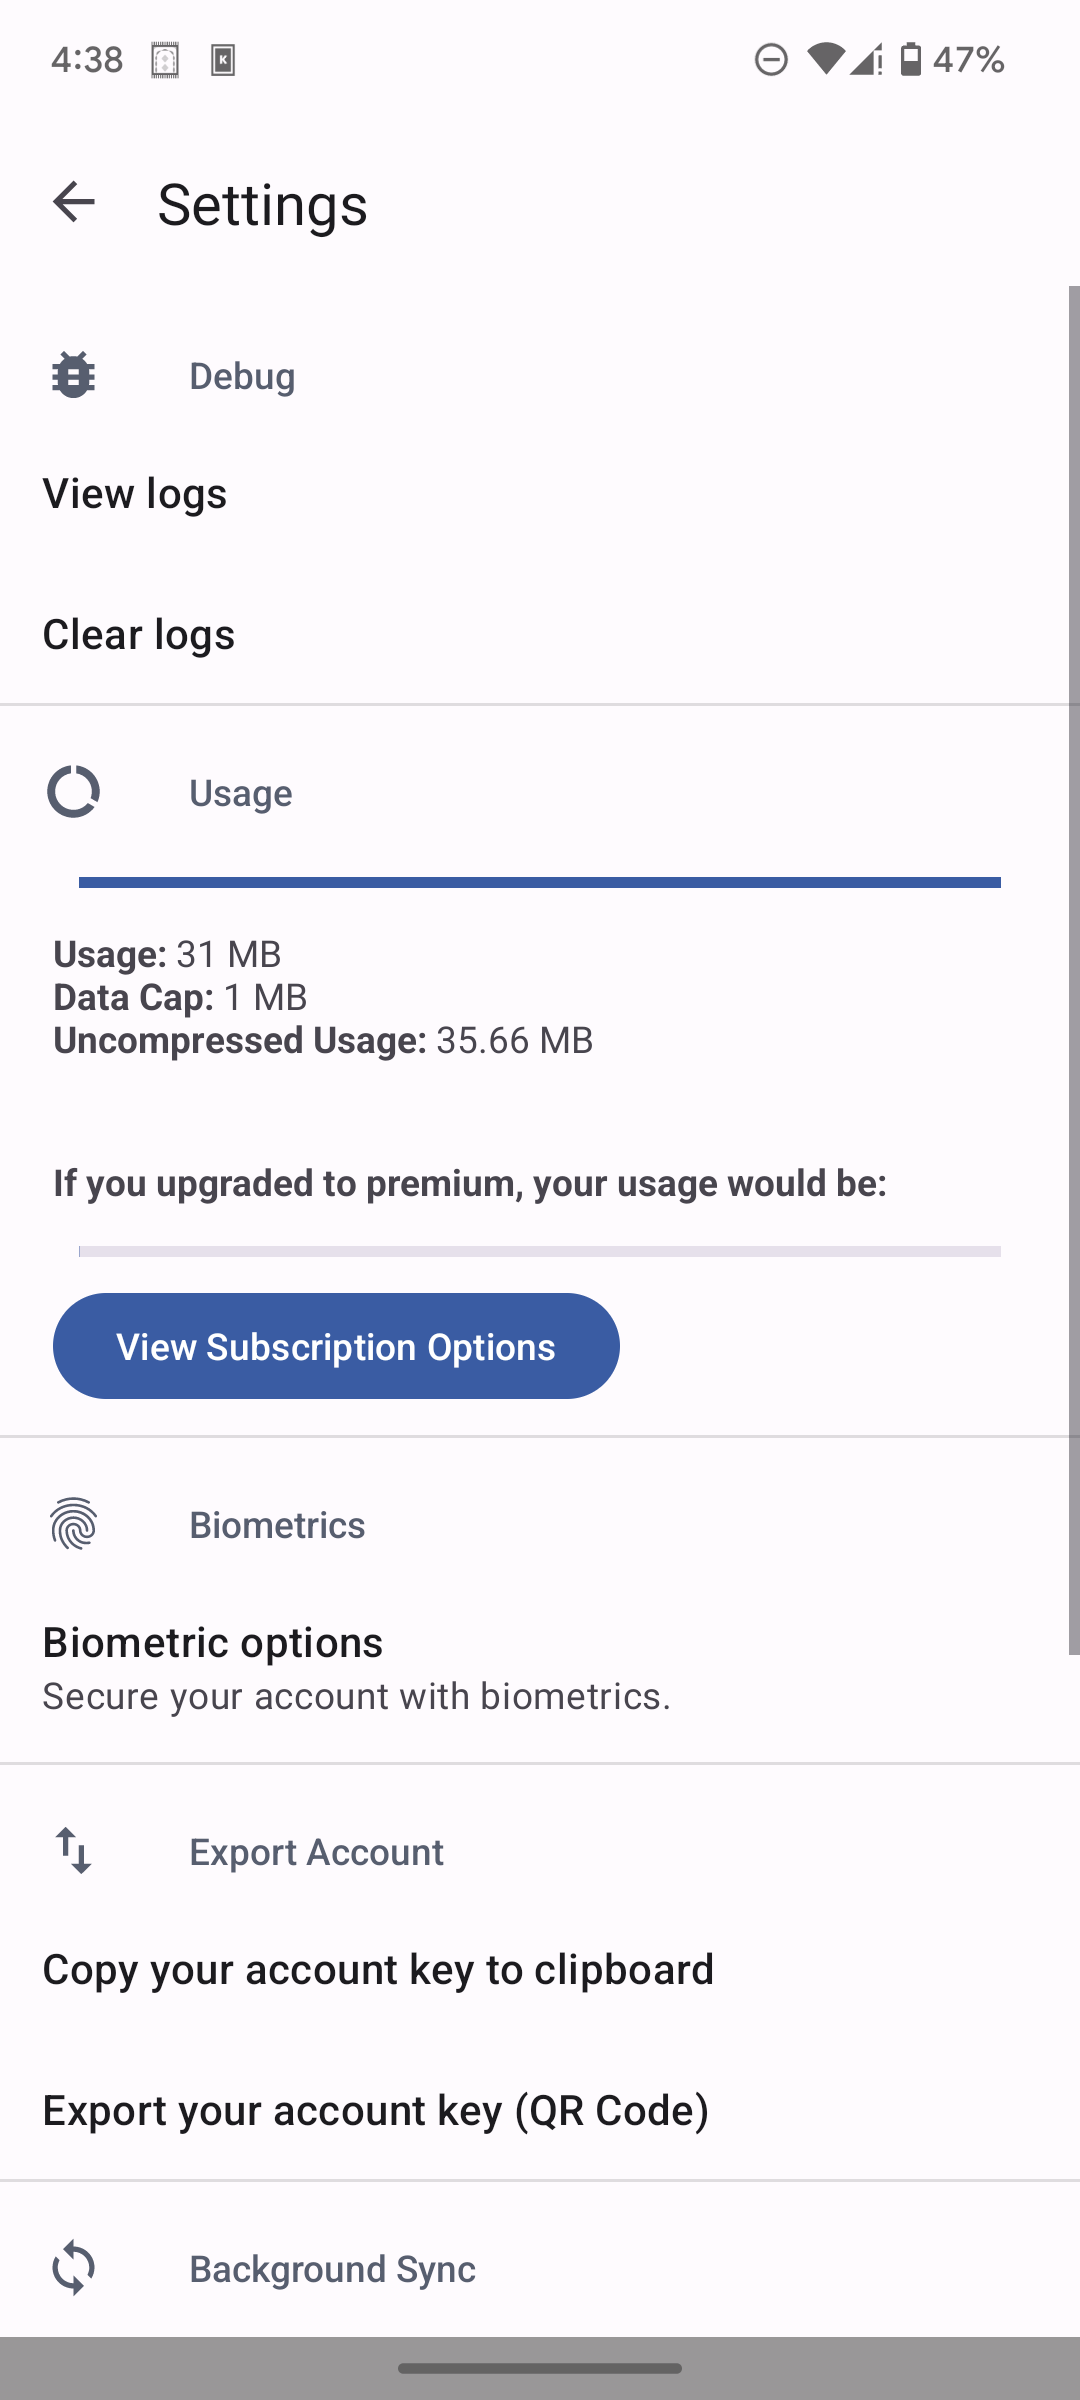 4:38
47%
Settings
Debug
View logs
Clear logs
Usage
Usage: 31 MB
Data Cap: 1 MB
Uncompressed Usage: 35.66 MB
If you upgraded to premium, your usage would be:
View Subscription Options
Biometrics
Biometric options
Secure your account with biometrics.
Export Account
Copy your account key to clipboard
Export your account key (QR Code)
Background Sync